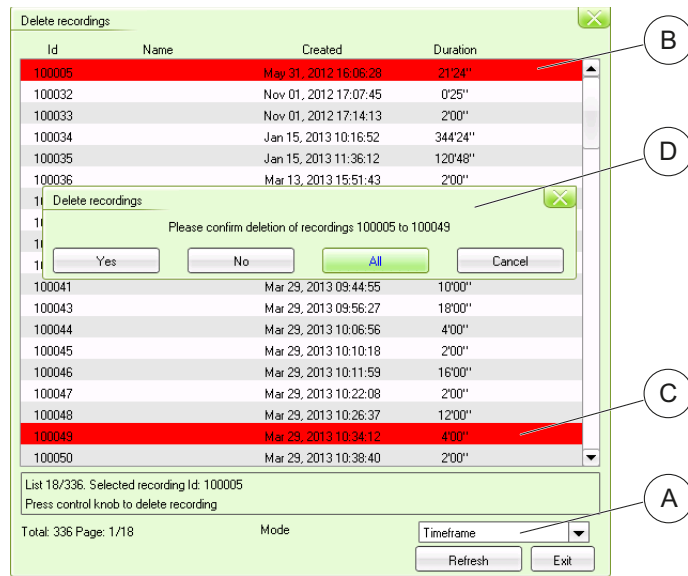 Delete recordings
Id Name Created Duration
B
100005 May 31, 2012 16:06:28 21'24''
100032 Nov 01, 2012 17:07:45 0'25''
100033 Nov 01, 2012 17:14:13 2'00''
100034 Jan 15, 2013 10:16:52 344'24''
100035 Jan 15, 2013 11:36:12 120'48''
D
100036 Mar 13, 2013 15:51:43 2'00''
Delete recordings
Please confirm deletion of recordings 100005 to 100049
Yes No All Cancel
100041 Mar 29, 2013 09:44:55 10'00''
100043 Mar 29, 2013 09:56:27 18'00''
100044 Mar 29, 2013 10:06:56 4'00''
100045 Mar 29, 2013 10:10:18 2'00''
100046 Mar 29, 2013 10:11:59 16'00''
100047 Mar 29, 2013 10:22:08 2'00''
C
100048 Mar 29, 2013 10:26:37 12'00''
100049 Mar 29, 2013 10:34:12 4'00''
100050 Mar 29, 2013 10:38:40 2'00''
List 18/336. Selected recording Id: 100005
Press control knob to delete recording
A
Total: 336 Page: 1/18 Mode Timeframe
Refresh Exit